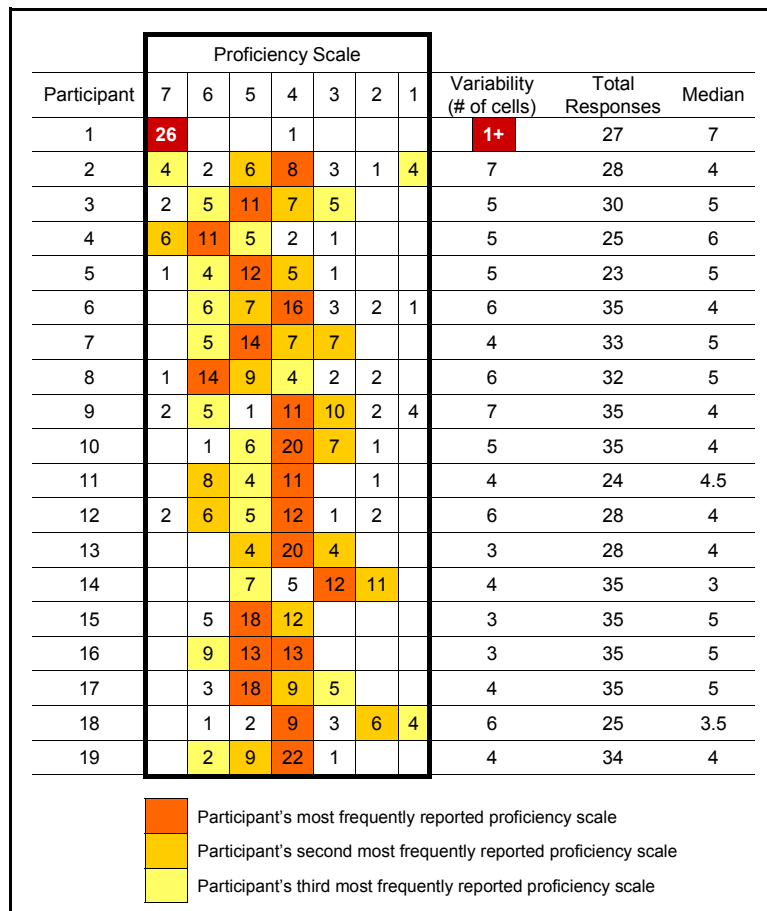 Proficiency Scale
Participant 7 6 5 4 3 2 1 Variability (# of cells) Total Responses Median
1 26 1 1+ 27 7
2 4 2 6 8 3 1 4 7 28 4
3 2 5 11 7 5 5 30 5
4 6 11 5 2 1 5 25 6
5 1 4 12 5 1 5 23 5
6 6 7 16 3 2 1 6 35 4
7 5 14 7 7 4 33 5
8 1 14 9 4 2 2 6 32 5
9 2 5 1 11 10 2 4 7 35 4
10 1 6 20 7 1 5 35 4
11 8 4 11 1 4 24 4.5
12 2 6 5 12 1 2 6 28 4
13 4 20 4 3 28 4
14 7 5 12 11 4 35 3
15 5 18 12 3 35 5
16 9 13 13 3 35 5
17 3 18 9 5 4 35 5
18 1 2 9 3 6 4 6 25 3.5
19 2 9 22 1 4 34 4
Participant's most frequently reported proficiency scale
Participant's second most frequently reported proficiency scale
Participant's third most frequently reported proficiency scale